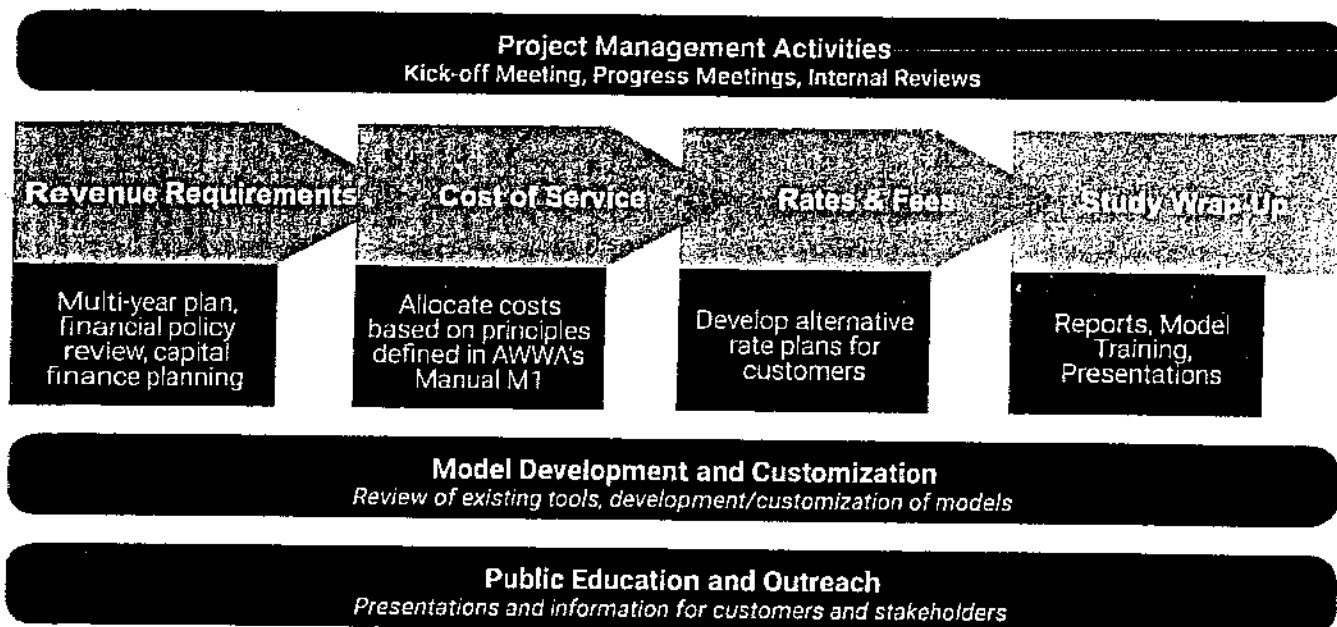 Project Management Activities
Kick-off Meeting, Progress Meetings, Internal Reviews
Revenue Requirements
Cost of Service
Rates & Fees
Study Wrap-Up
Multi-year plan,
financial policy
review, capital
finance planning
Allocate costs
based on principles
defined in AWWA's
Manual M1
Develop alternative
rate plans for
customers
Reports, Model
Training,
Presentations
Model Development and Customization
Review of existing tools, development/customization of models
Public Education and Outreach
Presentations and information for customers and stakeholders